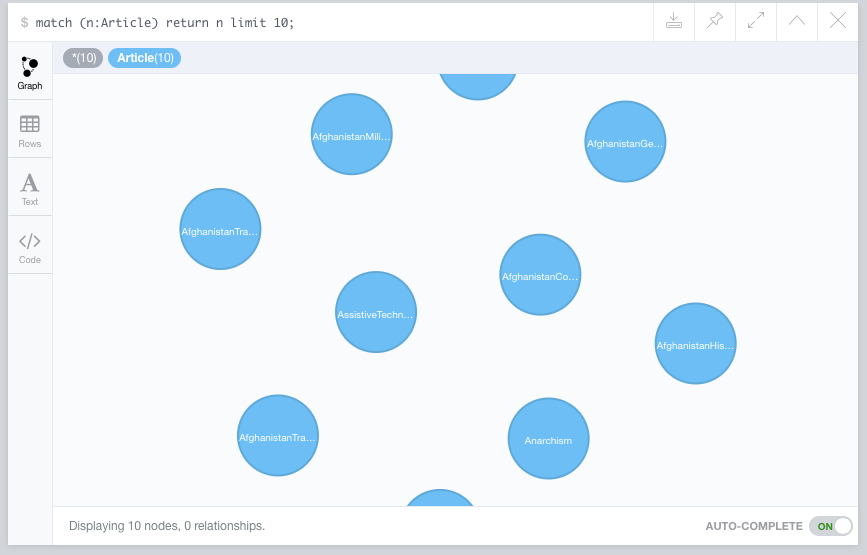 $ match (n:Article) return n limit 10;
*(10) Article(10)
Graph
Rows
Text
Code
AfghanistanMili...
AfghanistanGe...
AfghanistanTra...
AfghanistanCo...
AssistiveTechn...
AfghanistanHis...
AfghanistanTra...
Anarchism
Displaying 10 nodes, 0 relationships.
AUTO-COMPLETE ON